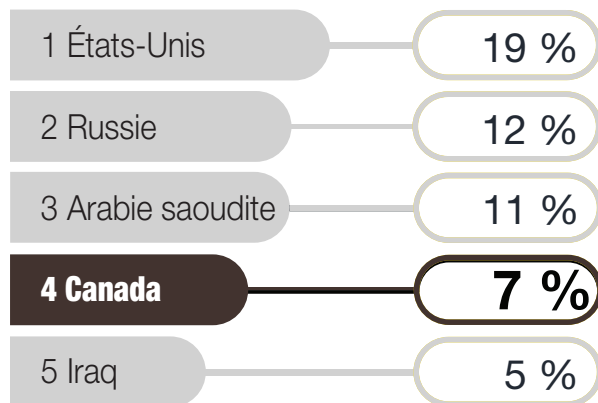 1 États-Unis 19 %
2 Russie 12 %
3 Arabie saoudite 11 %
4 Canada 7 %
5 Iraq 5 %